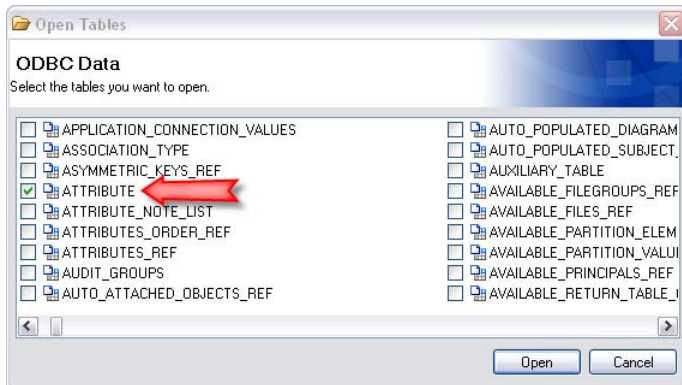 Open Tables
ODBC Data
Select the tables you want to open.
APPLICATION_CONNECTION_VALUES
ASSOCIATION_TYPE
ASYMMETRIC_KEYS_REF
ATTRIBUTE
ATTRIBUTE_NOTE_LIST
ATTRIBUTES_ORDER_REF
ATTRIBUTES_REF
AUDIT_GROUPS
AUTO_ATTACHED_OBJECTS_REF
AUTO_POPULATED_DIAGRAM
AUTO_POPULATED_SUBJECT_
AUXILIARY_TABLE
AVAILABLE_FILEGROUPS_REF
AVAILABLE_FILES_REF
AVAILABLE_PARTITION_ELEM
AVAILABLE_PARTITION_VALU
AVAILABLE_PRINCIPALS_REF
AVAILABLE_RETURN_TABLE_
Open Cancel